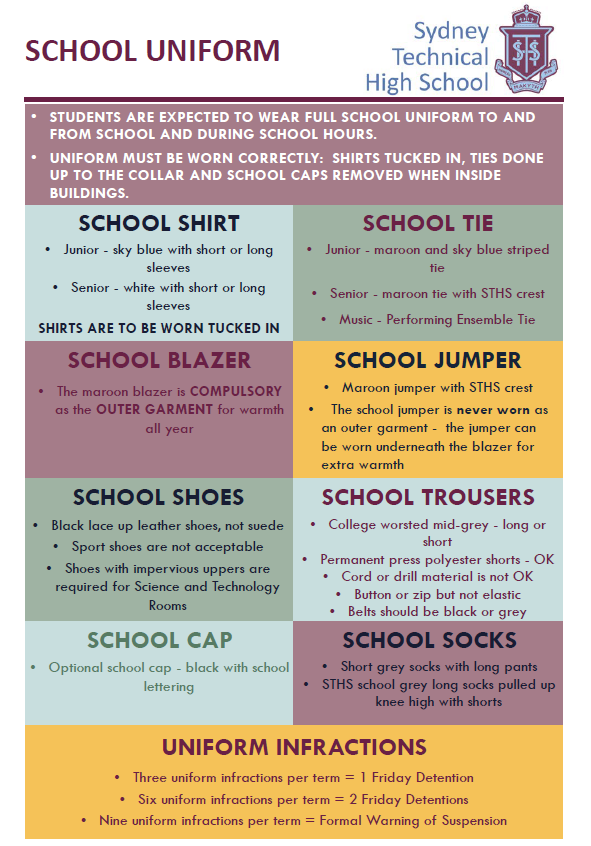 SCHOOL UNIFORM
Sydney
Technical
High School
• STUDENTS ARE EXPECTED TO WEAR FULL SCHOOL UNIFORM TO AND
FROM SCHOOL AND DURING SCHOOL HOURS.
• UNIFORM MUST BE WORN CORRECTLY: SHIRTS TUCKED IN, TIES DONE
UP TO THE COLLAR AND SCHOOL CAPS REMOVED WHEN INSIDE
BUILDINGS.
SCHOOL SHIRT
• Junior - sky blue with short or long
sleeves
• Senior - white with short or long
sleeves
SHIRTS ARE TO BE WORN TUCKED IN
SCHOOL TIE
• Junior - maroon and sky blue striped
tie
• Senior - maroon tie with STHS crest
• Music - Performing Ensemble Tie
SCHOOL BLAZER
• The maroon blazer is COMPULSORY
as the OUTER GARMENT for warmth
all year
SCHOOL JUMPER
• Maroon jumper with STHS crest
• The school jumper is never worn as
an outer garment - the jumper can
be worn underneath the blazer for
extra warmth
SCHOOL SHOES
• Black lace up leather shoes, not suede
• Sport shoes are not acceptable
• Shoes with impervious uppers are
required for Science and Technology
Rooms
SCHOOL TROUSERS
• College worsted mid-grey - long or
short
• Permanent press polyester shorts - OK
• Cord or drill material is not OK
• Button or zip but not elastic
• Belts should be black or grey
SCHOOL CAP
• Optional school cap - black with school
lettering
SCHOOL SOCKS
• Short grey socks with long pants
• STHS school grey long socks pulled up
knee high with shorts
UNIFORM INFRACTIONS
• Three uniform infractions per term = 1 Friday Detention
• Six uniform infractions per term = 2 Friday Detentions
• Nine uniform infractions per term = Formal Warning of Suspension